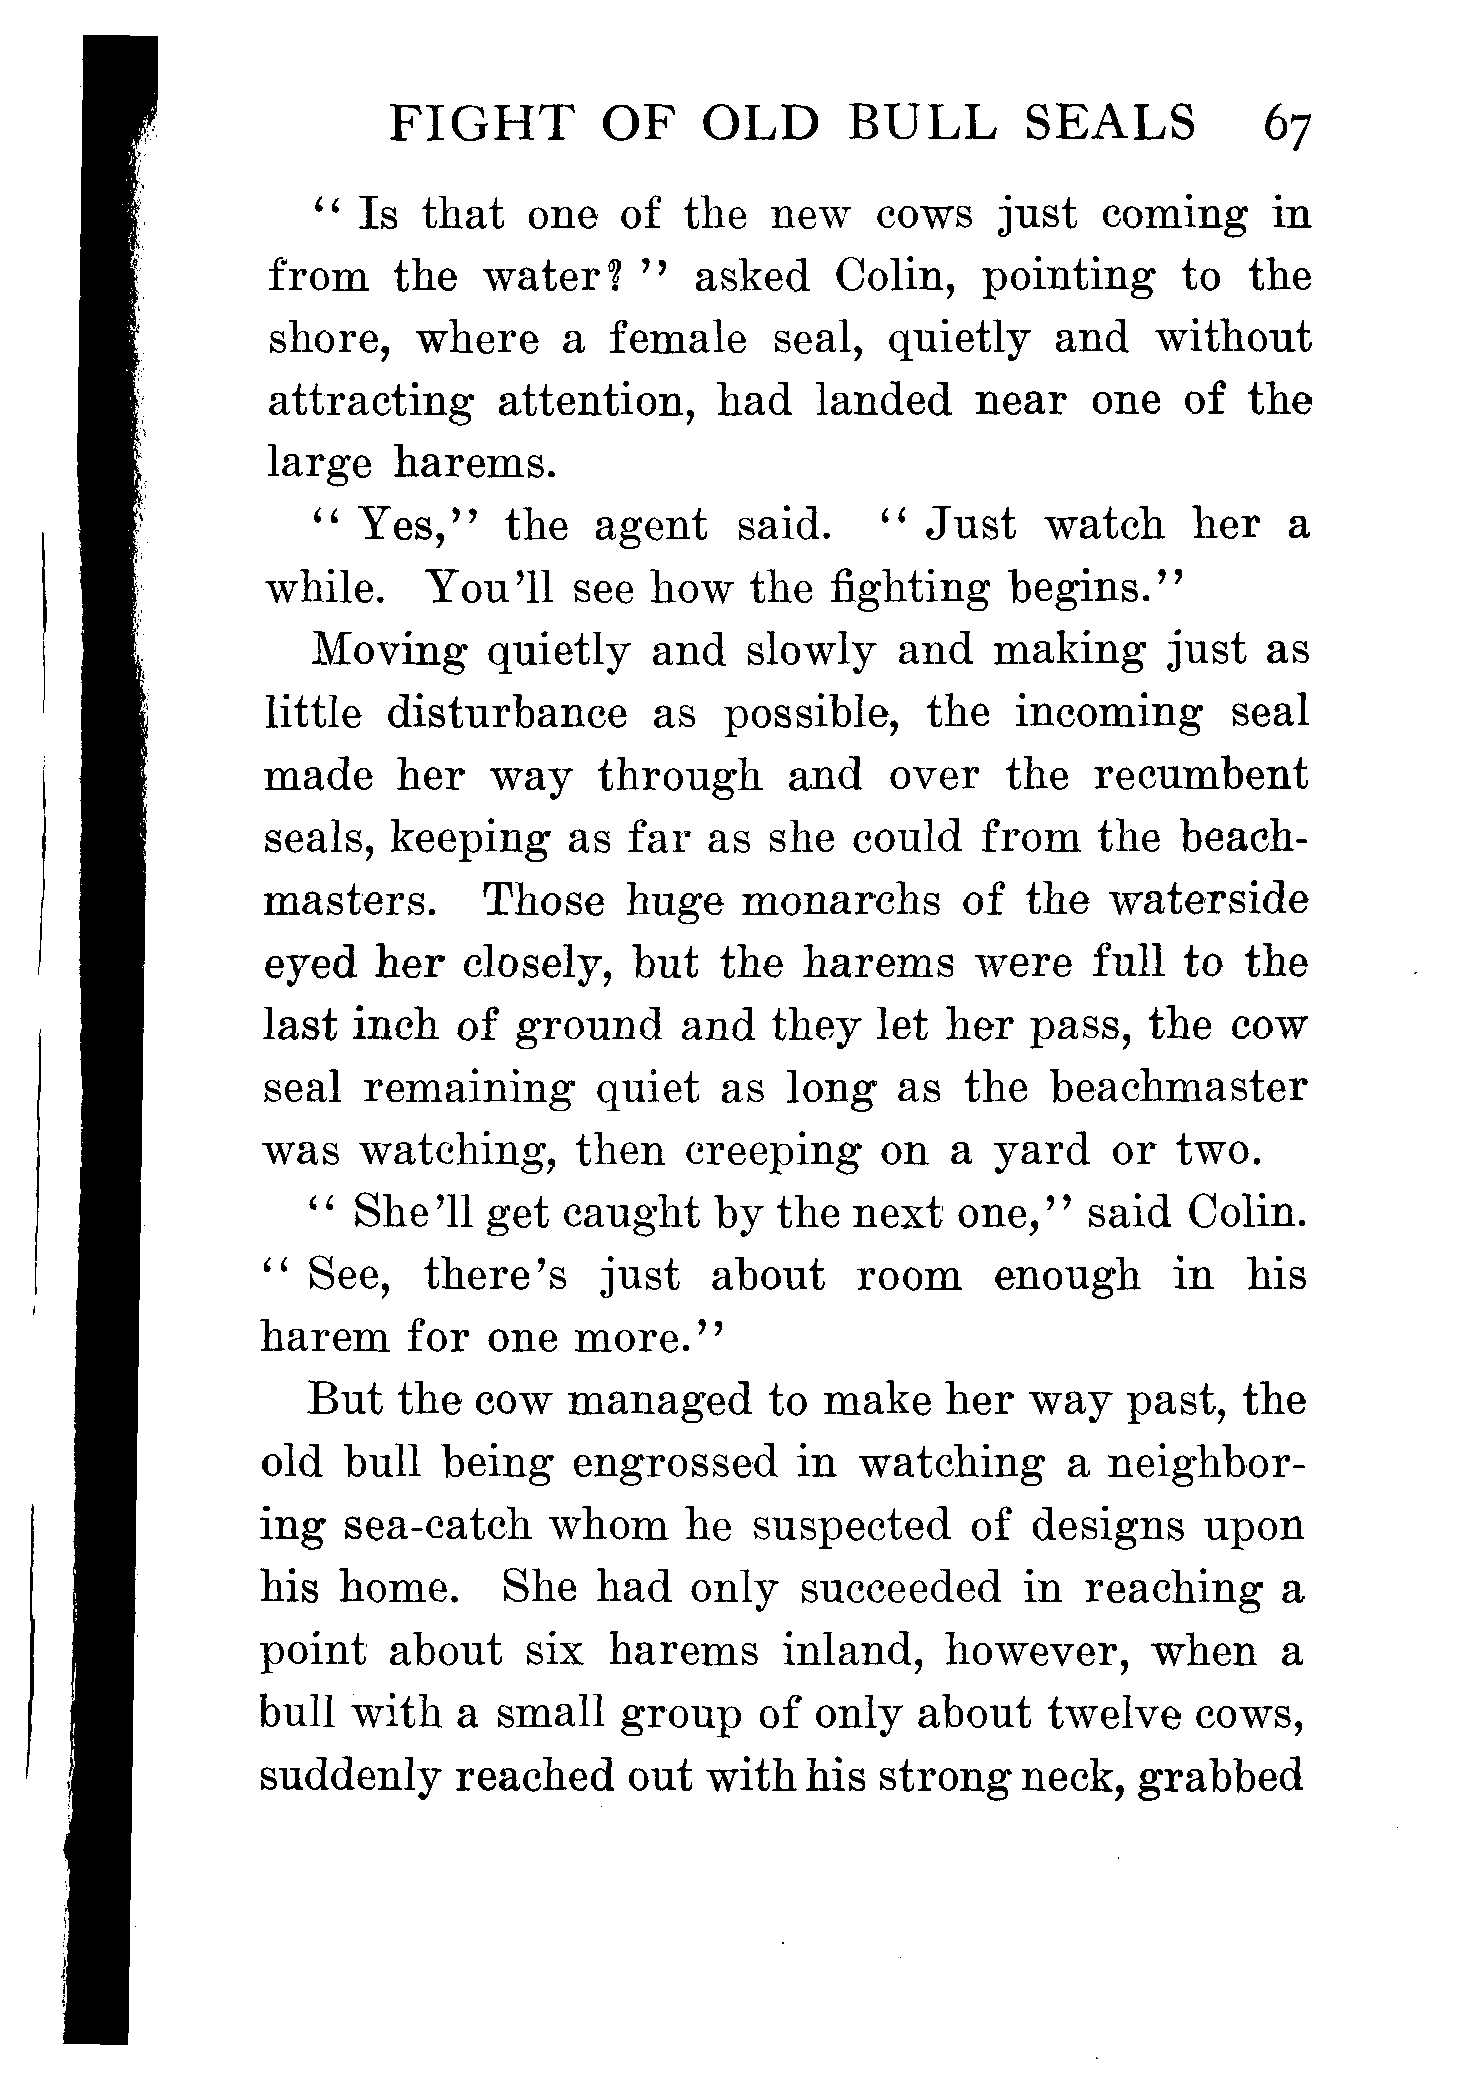 FIGHT OF OLD BULL SEALS 67
" Is that one of the new cows just coming in
from the water? " asked Colin, pointing to the
shore, where a female seal, quietly and without
attracting attention, had landed near one of the
large harems.
" Yes," the agent said. " Just watch her a
while. You'll see how the fighting begins."
Moving quietly and slowly and making just as
little disturbance as possible, the incoming seal
made her way through and over the recumbent
seals, keeping as far as she could from the beach-
masters. Those huge monarchs of the waterside
eyed her closely, but the harems were full to the
last inch of ground and they let her pass, the cow
seal remaining quiet as long as the beachmaster
was watching, then creeping on a yard or two.
" She'll get caught by the next one," said Colin.
" See, there's just about room enough in his
harem for one more."
But the cow managed to make her way past, the
old bull being engrossed in watching a neighbor-
ing sea-catch whom he suspected of designs upon
his home. She had only succeeded in reaching a
point about six harems inland, however, when a
bull with a small group of only about twelve cows,
suddenly reached out with his strong neck, grabbed